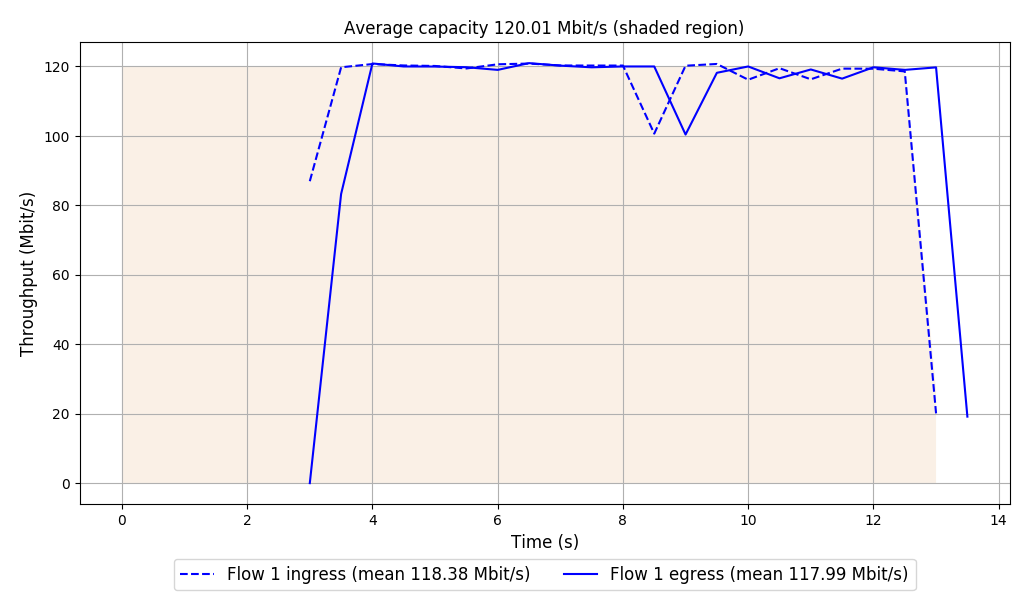 Average capacity 120.01 Mbit/s (shaded region)
Throughput (Mbit/s)
120
100
80
60
40
20
0
0 2 4 6 8 10 12 14
Time (s)
Flow 1 ingress (mean 118.38 Mbit/s) Flow 1 egress (mean 117.99 Mbit/s)